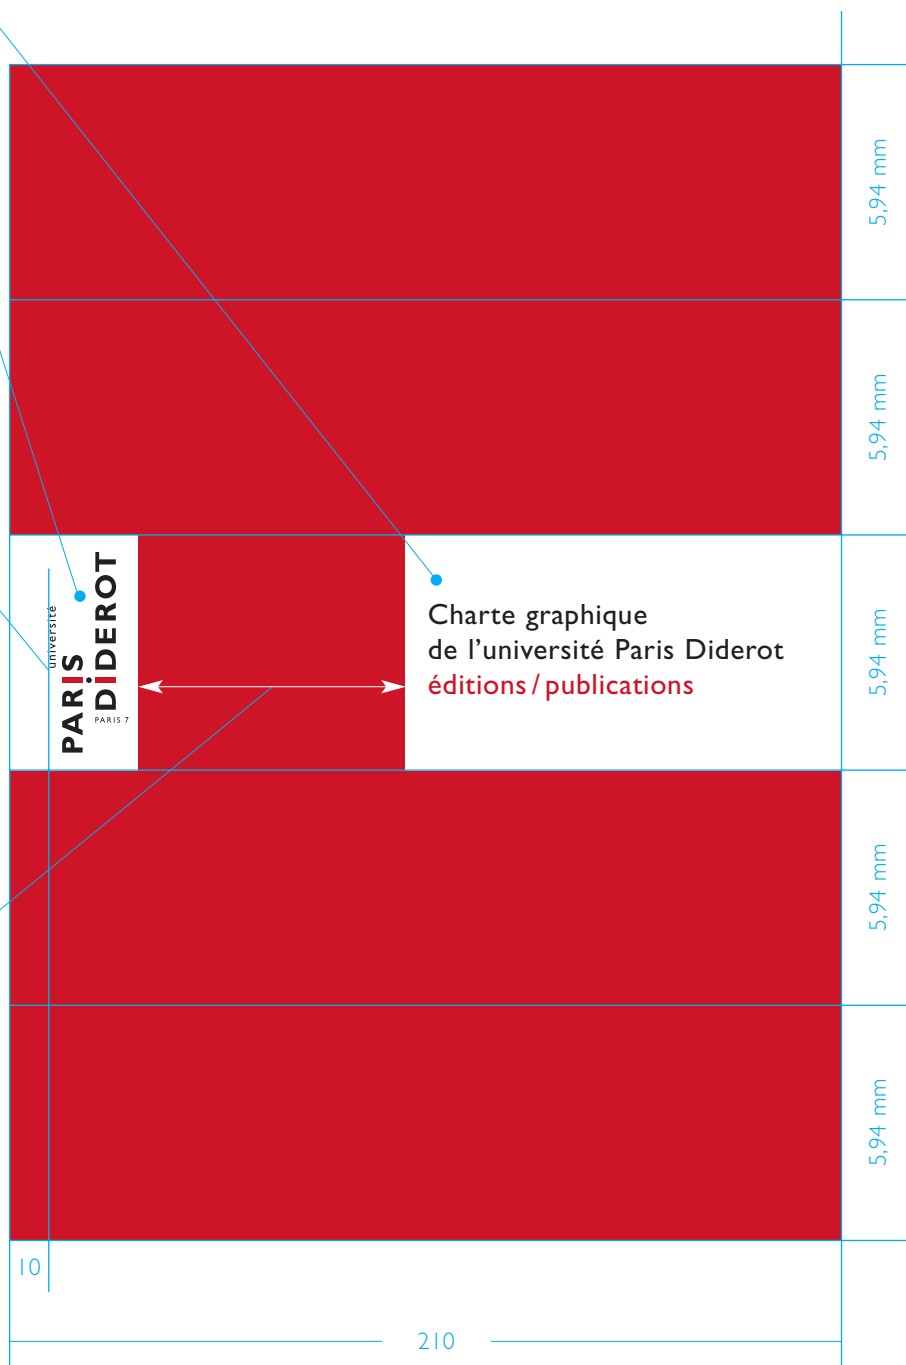 5,94 mm
5,94 mm
université
PARIS
DiDEROT
PARIS 7
Charte graphique
de l’université Paris Diderot
éditions / publications
5,94 mm
5,94 mm
5,94 mm
10
210